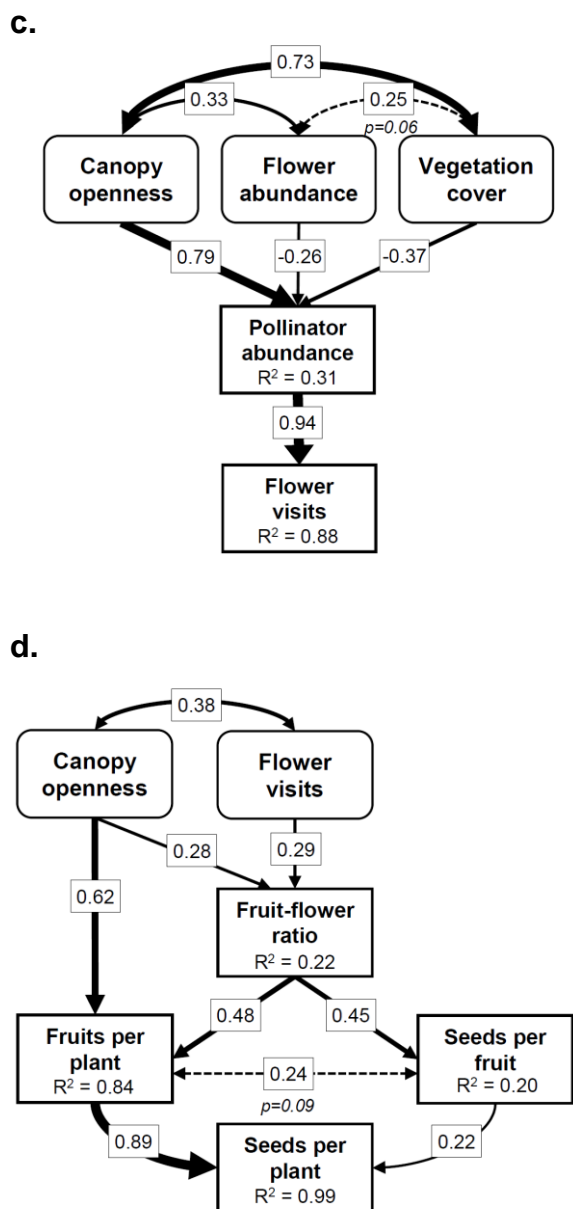 c.
0.73
0.33
0.25
p=0.06
Canopy
openness
Flower
abundance
Vegetation
cover
0.79
-0.26
-0.37
Pollinator
abundance
R² = 0.31
0.94
Flower
visits
R² = 0.88
d.
0.38
Canopy
openness
Flower
visits
0.28
0.29
0.62
Fruit-flower
ratio
R² = 0.22
0.48
0.45
Fruits per
plant
R² = 0.84
Seeds per
fruit
R² = 0.20
0.24
p=0.09
0.89
0.22
Seeds per
plant
R² = 0.99